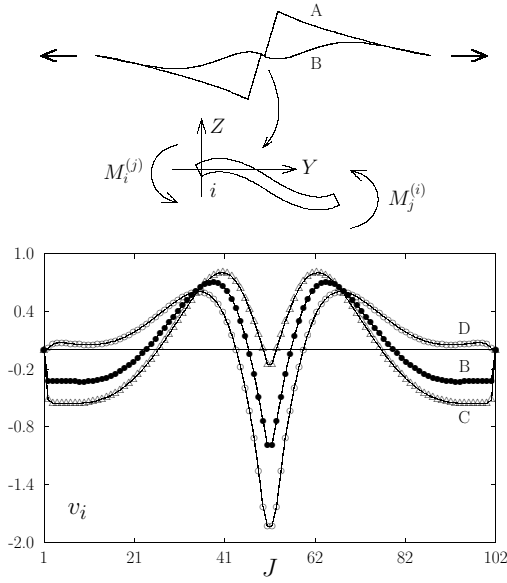 A
B
Z
Y
M_i^{(j)}
i
M_j^{(i)}
1.0
0.4
-0.2
-0.8
-1.4
-2.0
D
B
C
v_i
1
21
41
62
82
102
J